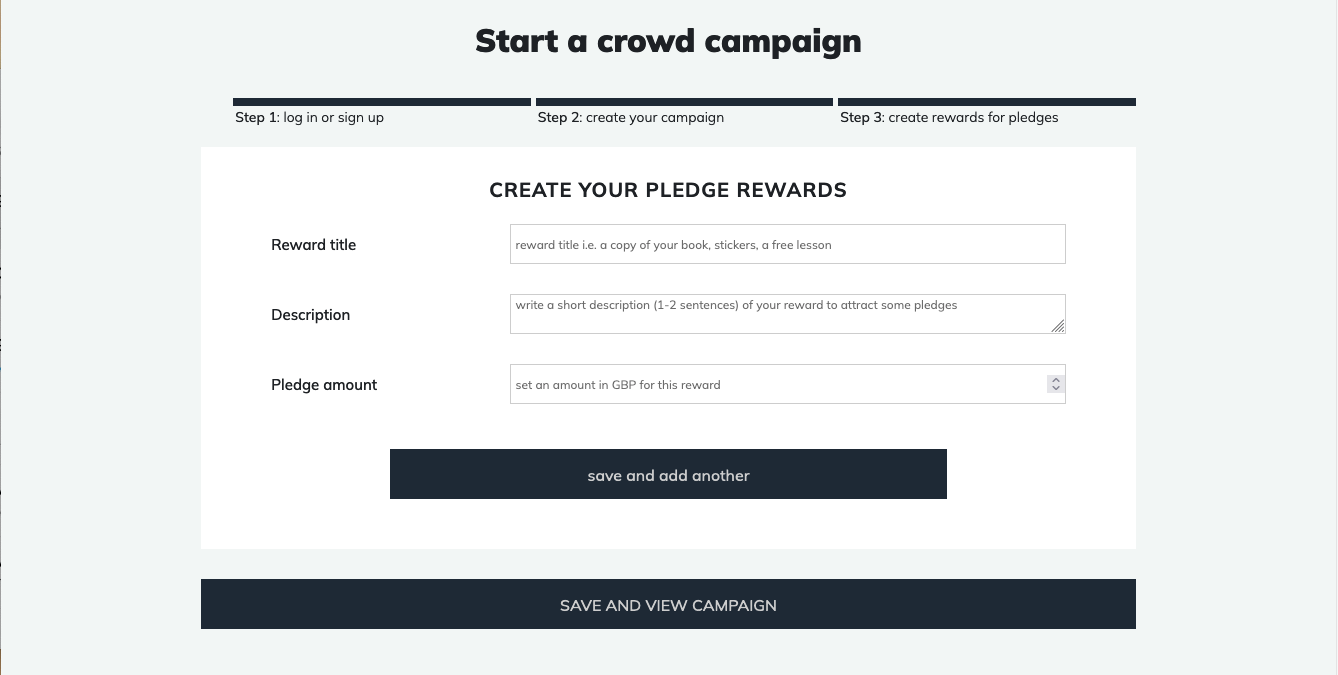 Start a crowd campaign
Step 1: log in or sign up
Step 2: create your campaign
Step 3: create rewards for pledges
CREATE YOUR PLEDGE REWARDS
Reward title
reward title i.e. a copy of your book, stickers, a free lesson
Description
write a short description (1-2 sentences) of your reward to attract some pledges
Pledge amount
set an amount in GBP for this reward
save and add another
SAVE AND VIEW CAMPAIGN